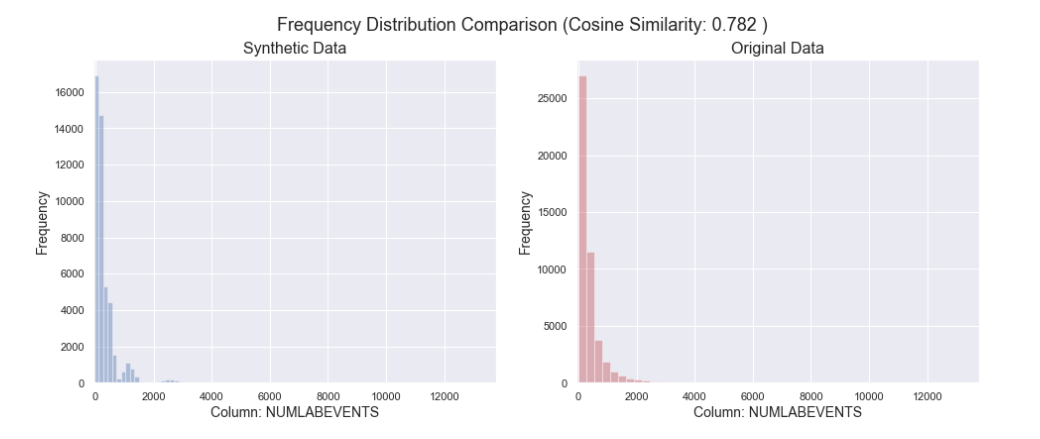 Frequency Distribution Comparison (Cosine Similarity: 0.782 )
Synthetic Data
Frequency
16000
14000
12000
10000
8000
6000
4000
2000
0
0 2000 4000 6000 8000 10000 12000
Column: NUMLABEVENTS
Original Data
Frequency
25000
20000
15000
10000
5000
0
0 2000 4000 6000 8000 10000 12000
Column: NUMLABEVENTS